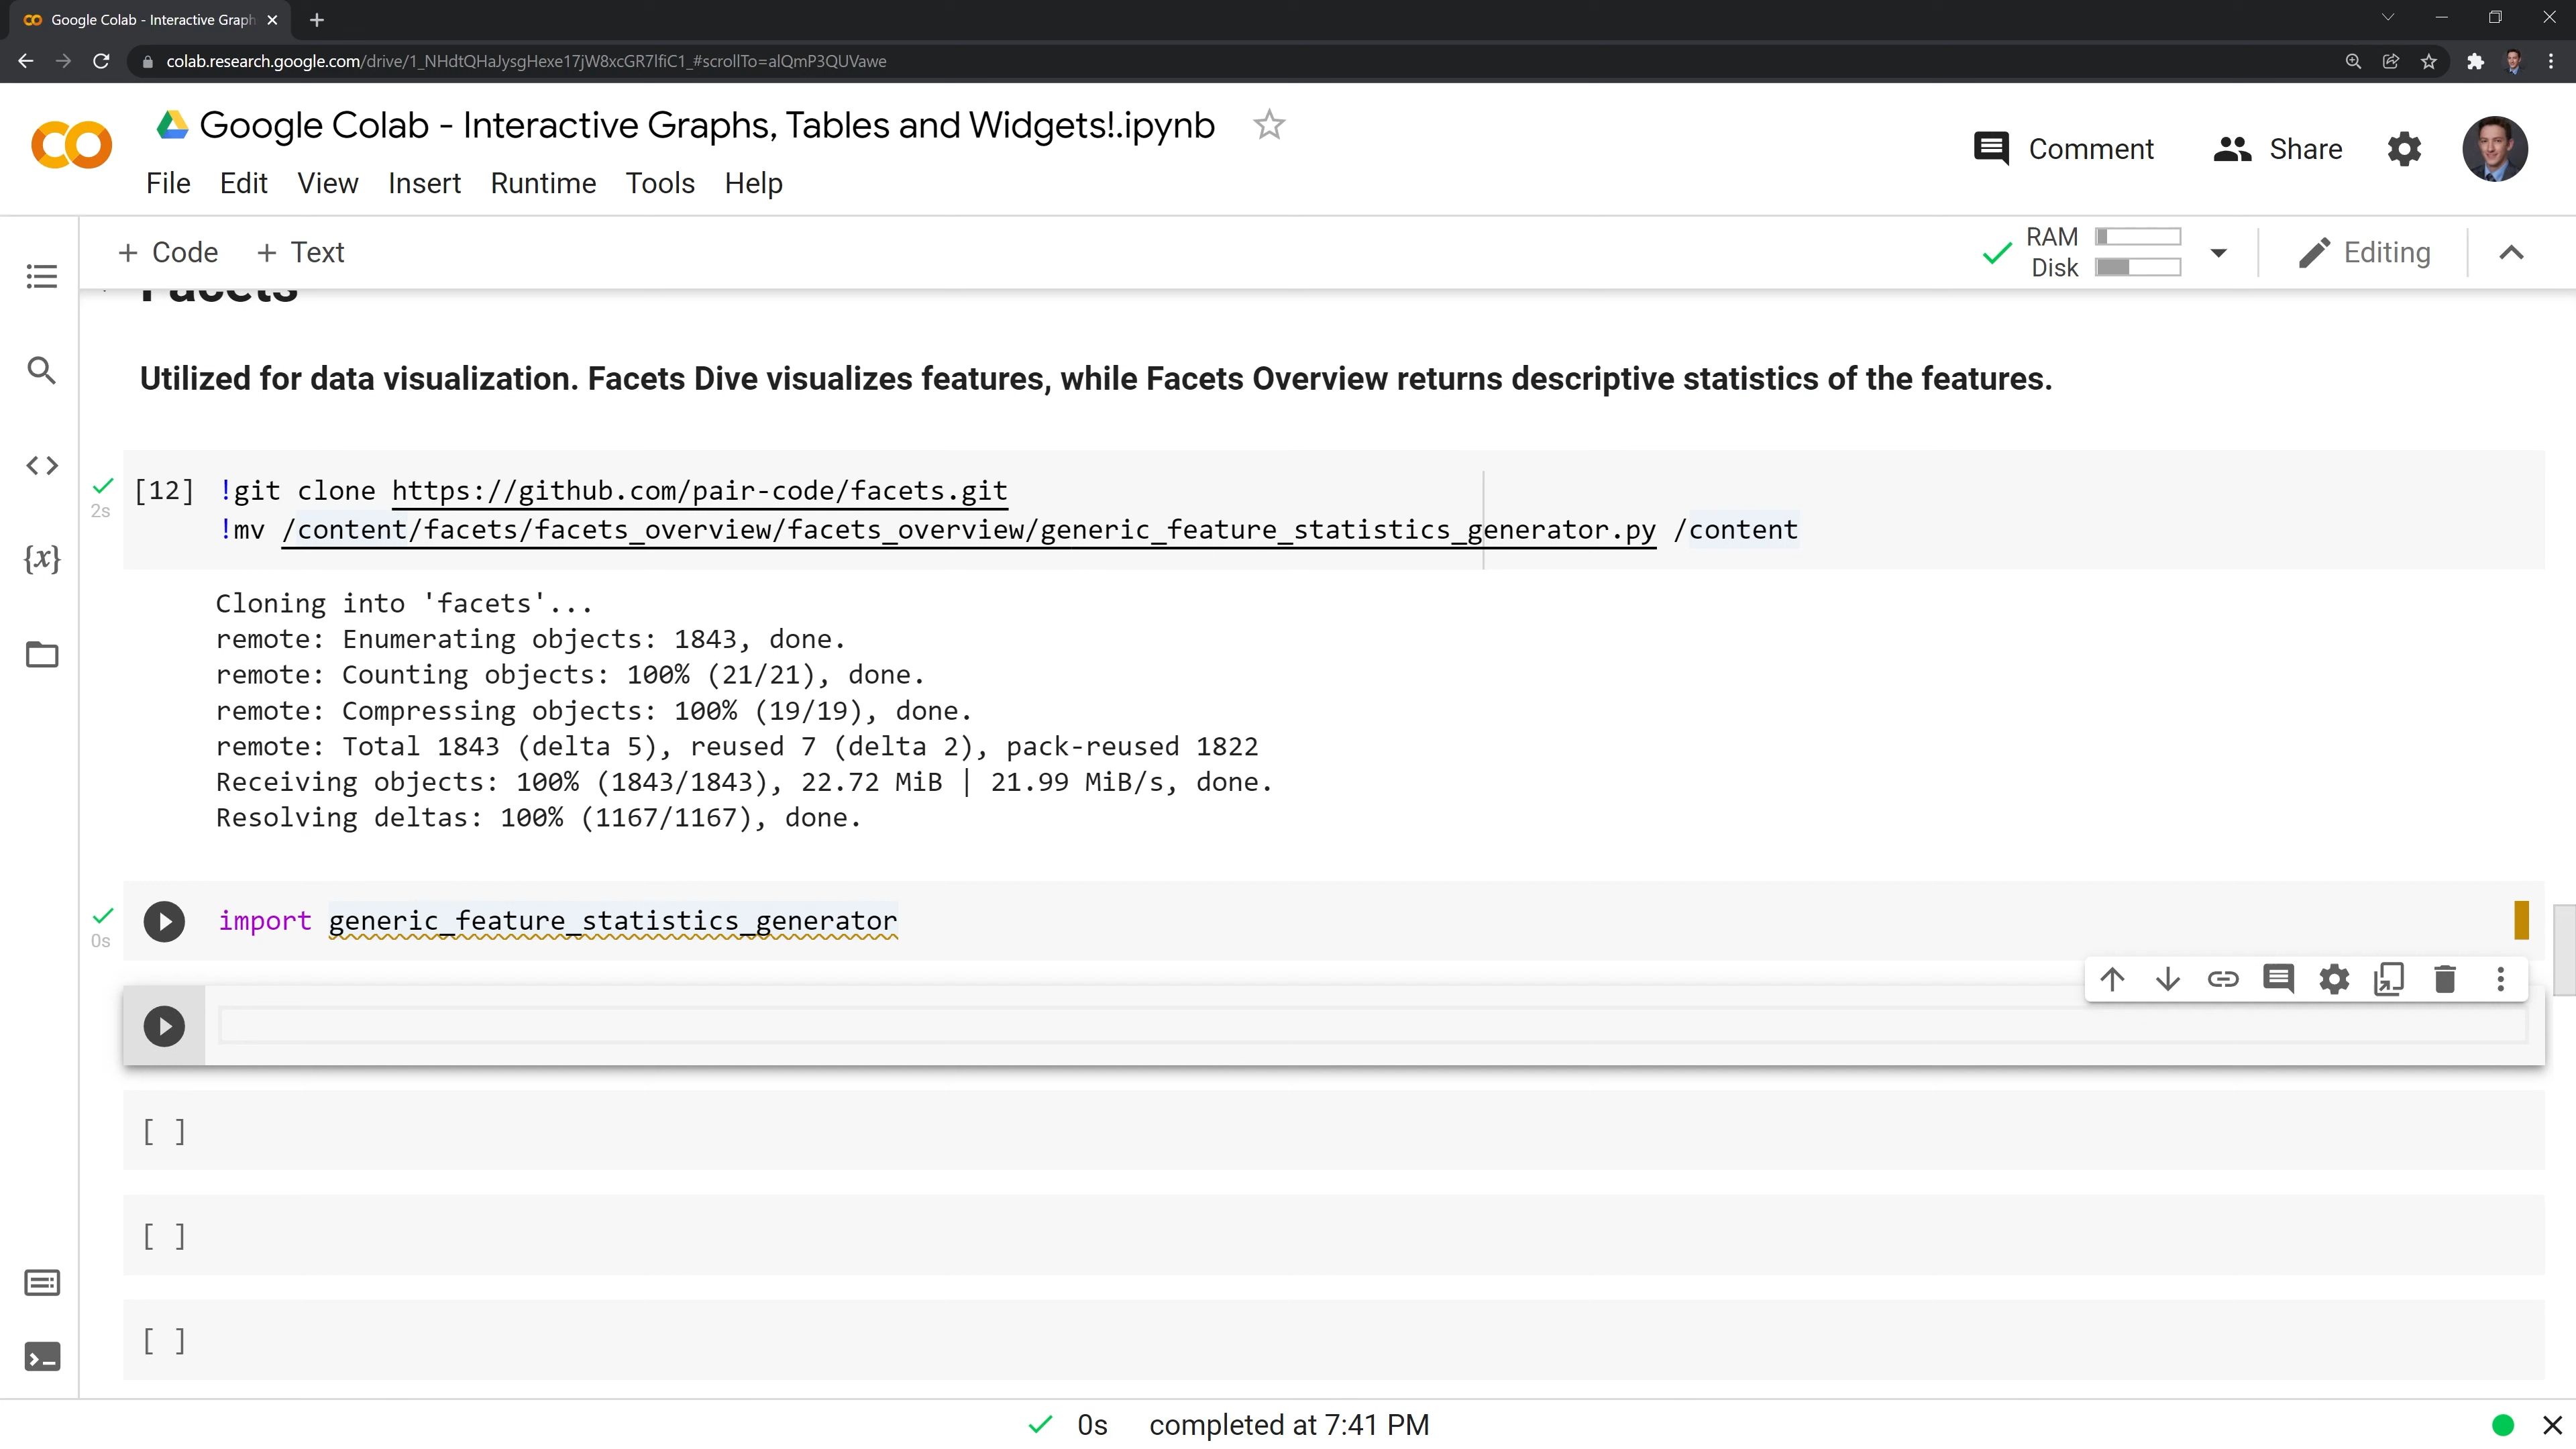 Google Colab - Interactive Graph
colab.research.google.com/drive/1_NHdtQHaJysgHexe17jW8xcGR7lfiC1_#scrollTo=alQmP3QUVawe
Google Colab - Interactive Graphs, Tables and Widgets!.ipynb
Comment
Share
File Edit View Insert Runtime Tools Help
+ Code + Text
RAM
Disk
Editing
Facets
Utilized for data visualization. Facets Dive visualizes features, while Facets Overview returns descriptive statistics of the features.
[12] !git clone https://github.com/pair-code/facets.git
2s
!mv /content/facets/facets_overview/facets_overview/generic_feature_statistics_generator.py /content
Cloning into 'facets'...
remote: Enumerating objects: 1843, done.
remote: Counting objects: 100% (21/21), done.
remote: Compressing objects: 100% (19/19), done.
remote: Total 1843 (delta 5), reused 7 (delta 2), pack-reused 1822
Receiving objects: 100% (1843/1843), 22.72 MiB | 21.99 MiB/s, done.
Resolving deltas: 100% (1167/1167), done.
import generic_feature_statistics_generator
0s
[ ]
[ ]
[ ]
0s completed at 7:41 PM